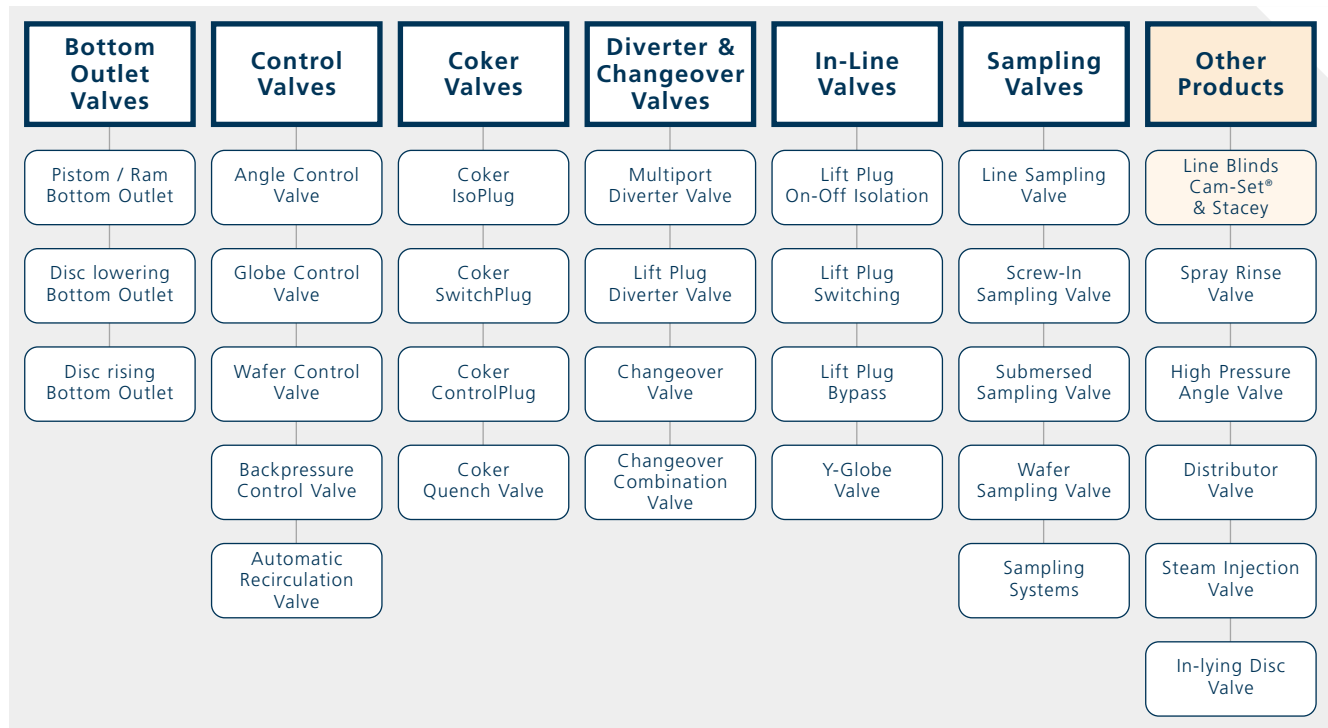 Bottom
Outlet
Valves
Pistom / Ram
Bottom Outlet
Disc lowering
Bottom Outlet
Disc rising
Bottom Outlet
Control
Valves
Angle Control
Valve
Globe Control
Valve
Wafer Control
Valve
Backpressure
Control Valve
Automatic
Recirculation
Valve
Coker
Valves
Coker
IsoPlug
Coker
SwitchPlug
Coker
ControlPlug
Coker
Quench Valve
Diverter &
Changeover
Valves
Multiport
Diverter Valve
Lift Plug
Diverter Valve
Changeover
Valve
Changeover
Combination
Valve
In-Line
Valves
Lift Plug
On-Off Isolation
Lift Plug
Switching
Lift Plug
Bypass
Y-Globe
Valve
Sampling
Valves
Line Sampling
Valve
Screw-In
Sampling Valve
Submersed
Sampling Valve
Wafer
Sampling Valve
Sampling
Systems
Other
Products
Line Blinds
Cam-Set®
& Stacey
Spray Rinse
Valve
High Pressure
Angle Valve
Distributor
Valve
Steam Injection
Valve
In-lying Disc
Valve